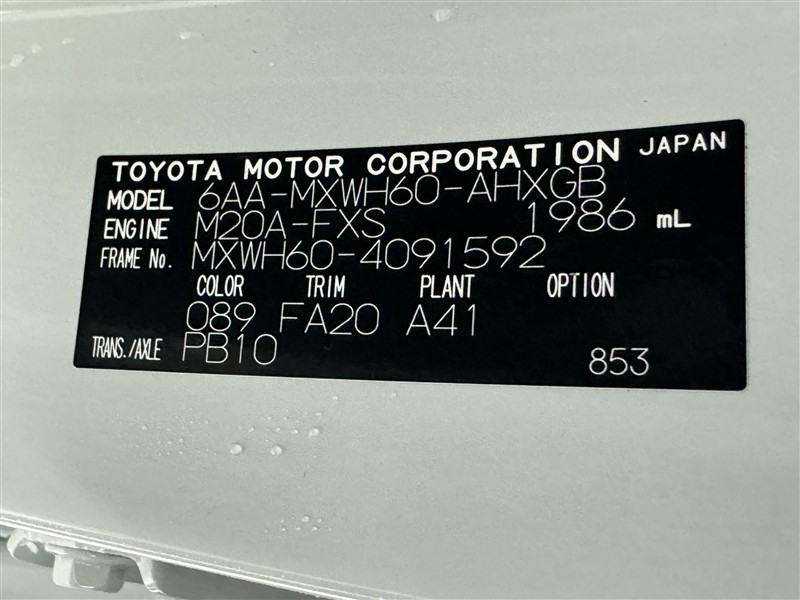 TOYOTA MOTOR CORPORATION JAPAN
MODEL 6AA-MXWH60-AHXGB
ENGINE M20A-FXS 1986 mL
FRAME No. MXWH60-4091592
COLOR TRIM PLANT OPTION
089 FA20 A41
TRANS./AXLE PB10 853